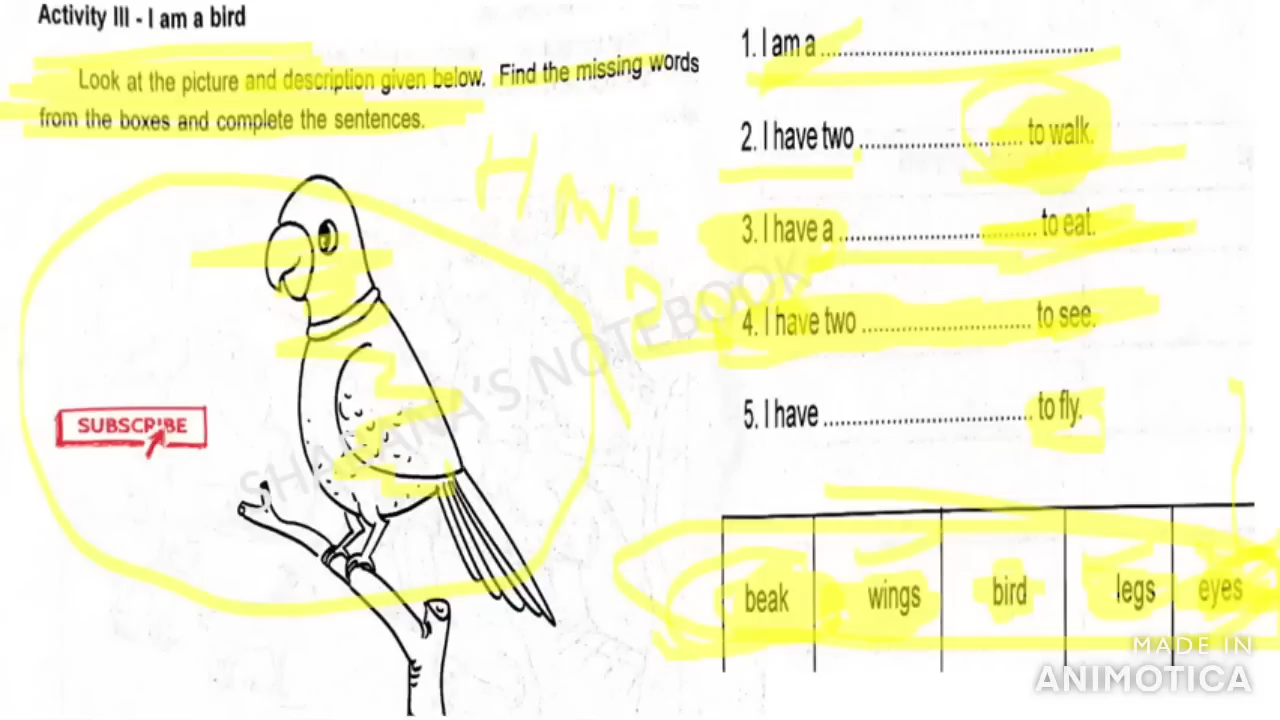 Activity III - I am a bird
Look at the picture and description given below. Find the missing words
from the boxes and complete the sentences.
1. I am a ..............................................
2. I have two ........................... to walk.
3. I have a ................................. to eat.
4. I have two ............................ to see.
5. I have .................................. to fly.
beak wings bird legs eyes
SUBSCRIBE
SHABANA'S NOTEBOOK
MADE IN
ANIMOTICA